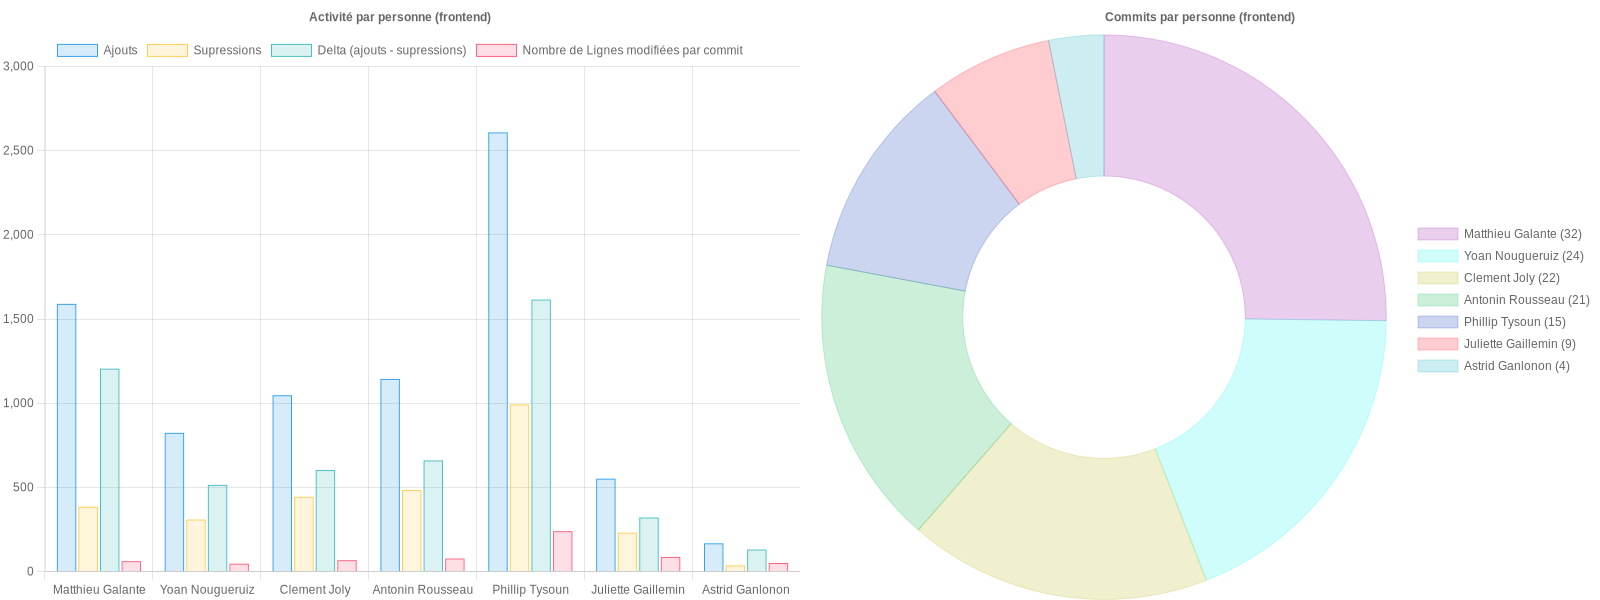 Activité par personne (frontend)
Ajouts Supressions Delta (ajouts - supressions) Nombre de Lignes modifiées par commit
3,000
2,500
2,000
1,500
1,000
500
0
Matthieu Galante Yoan Nougueruiz Clement Joly Antonin Rousseau Phillip Tysoun Juliette Gaillemin Astrid Ganlonon
Commits par personne (frontend)
Matthieu Galante (32)
Yoan Nougueruiz (24)
Clement Joly (22)
Antonin Rousseau (21)
Phillip Tysoun (15)
Juliette Gaillemin (9)
Astrid Ganlonon (4)